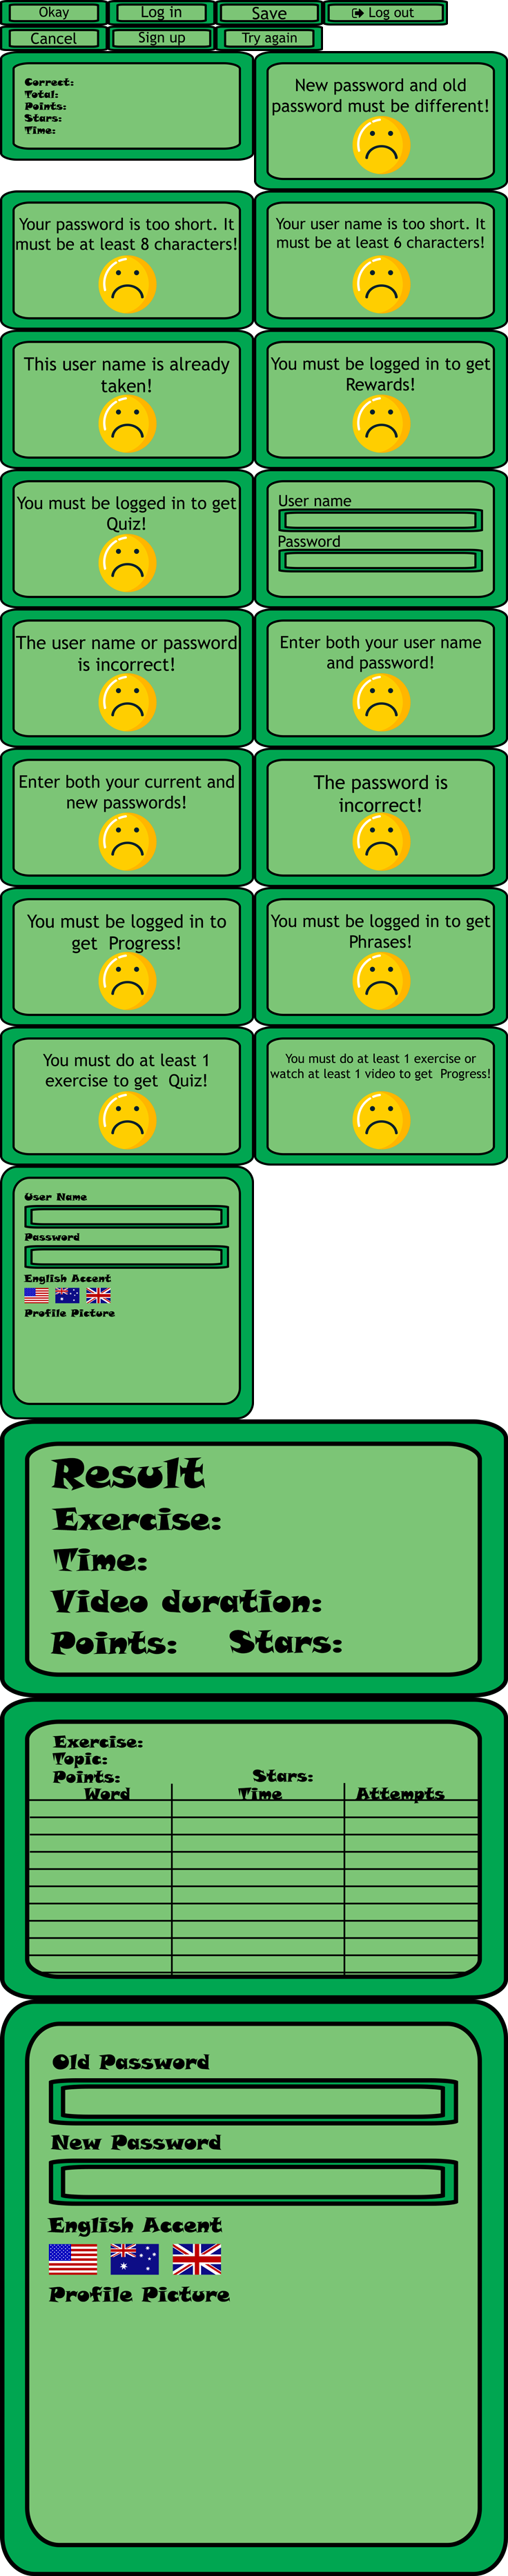 Okay
Log in
Save
Log out
Cancel
Sign up
Try again
Correct:
Total:
Points:
Stars:
Time:
New password and old
password must be different!
Your password is too short. It
must be at least 8 characters!
Your user name is too short. It
must be at least 6 characters!
This user name is already
taken!
You must be logged in to get
Rewards!
You must be logged in to get
Quiz!
User name
Password
The user name or password
is incorrect!
Enter both your user name
and password!
Enter both your current and
new passwords!
The password is
incorrect!
You must be logged in to
get  Progress!
You must be logged in to get
Phrases!
You must do at least 1
exercise to get  Quiz!
You must do at least 1 exercise or
watch at least 1 video to get  Progress!
User Name
Password
English Accent
Profile Picture
Result
Exercise:
Time:
Video duration:
Points: Stars:
Exercise:
Topic:
Points: Stars:
Word Time Attempts
Old Password
New Password
English Accent
Profile Picture